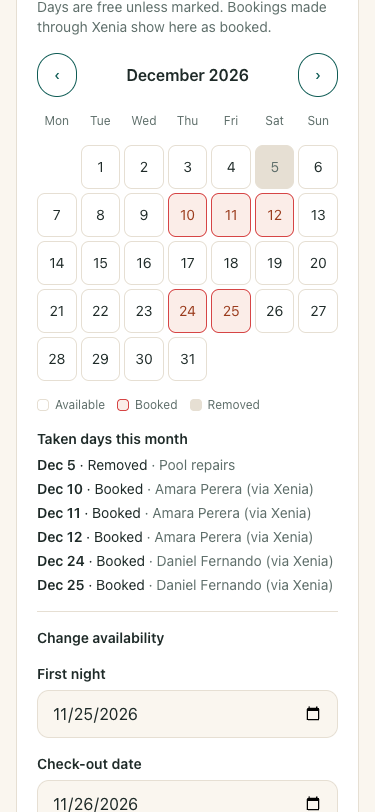 Days are free unless marked. Bookings made
through Xenia show here as booked.
‹ December 2026 ›
Mon Tue Wed Thu Fri Sat Sun
1 2 3 4 5 6
7 8 9 10 11 12 13
14 15 16 17 18 19 20
21 22 23 24 25 26 27
28 29 30 31
Available Booked Removed
Taken days this month
Dec 5 · Removed · Pool repairs
Dec 10 · Booked · Amara Perera (via Xenia)
Dec 11 · Booked · Amara Perera (via Xenia)
Dec 12 · Booked · Amara Perera (via Xenia)
Dec 24 · Booked · Daniel Fernando (via Xenia)
Dec 25 · Booked · Daniel Fernando (via Xenia)
Change availability
First night
11/25/2026
Check-out date
11/26/2026